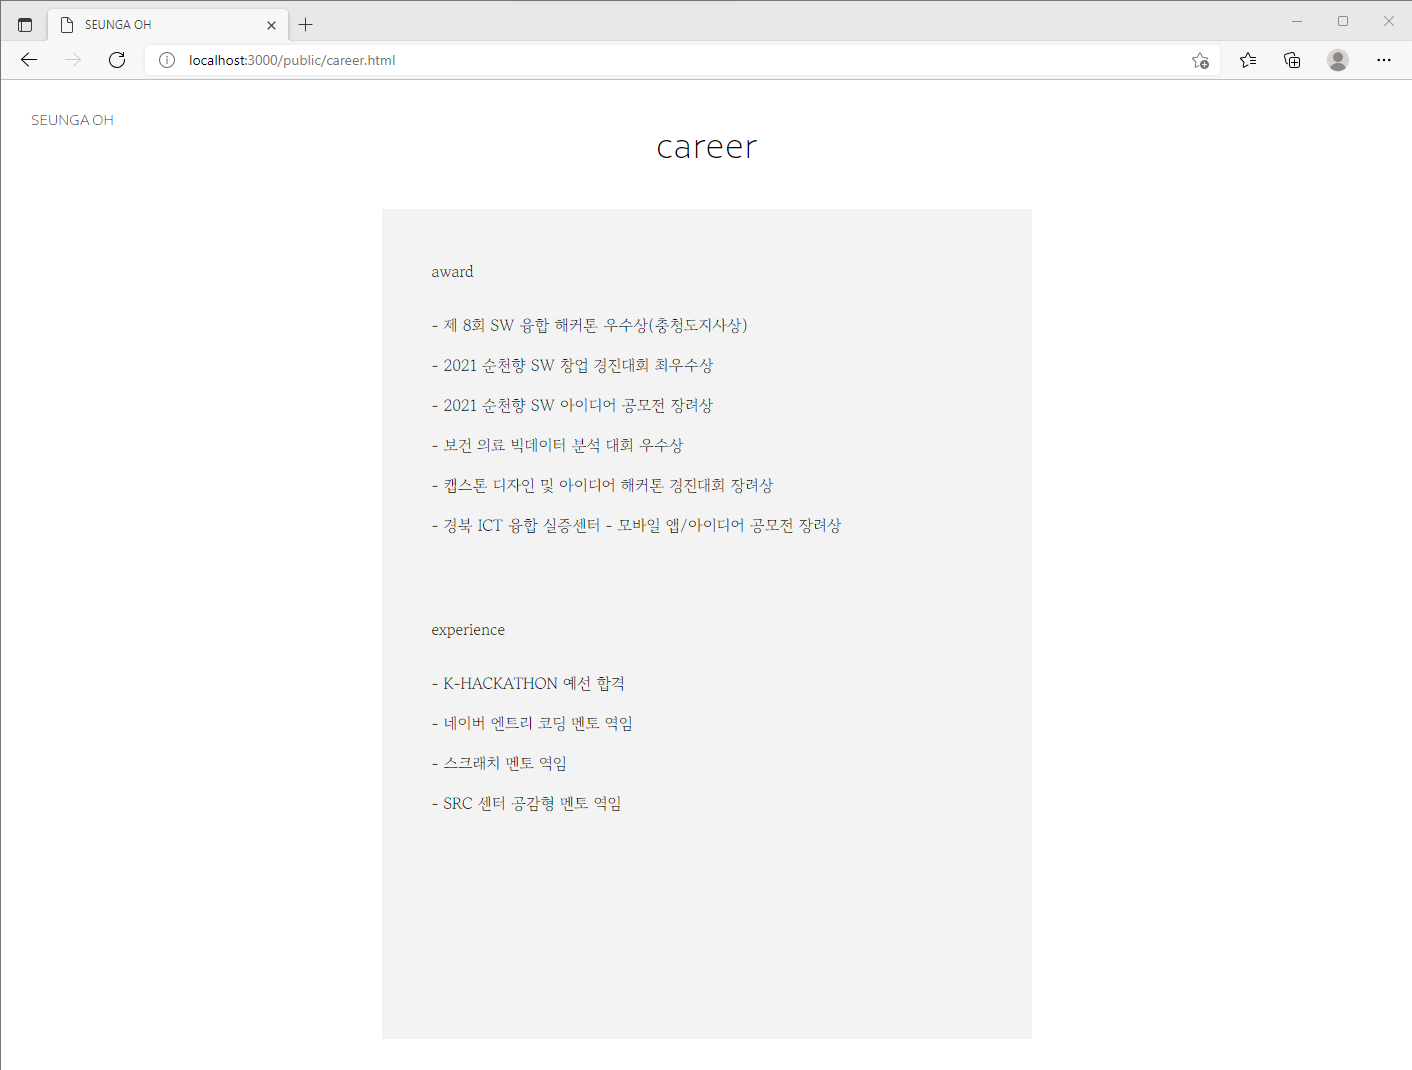 SEUNGA OH
localhost:3000/public/career.html
SEUNGA OH
career
award
- 제 8회 SW 융합 해커톤 우수상(충청도지사상)
- 2021 순천향 SW 창업 경진대회 최우수상
- 2021 순천향 SW 아이디어 공모전 장려상
- 보건 의료 빅데이터 분석 대회 우수상
- 캡스톤 디자인 및 아이디어 해커톤 경진대회 장려상
- 경북 ICT 융합 실증센터 - 모바일 앱/아이디어 공모전 장려상
experience
- K-HACKATHON 예선 합격
- 네이버 엔트리 코딩 멘토 역임
- 스크래치 멘토 역임
- SRC 센터 공감형 멘토 역임